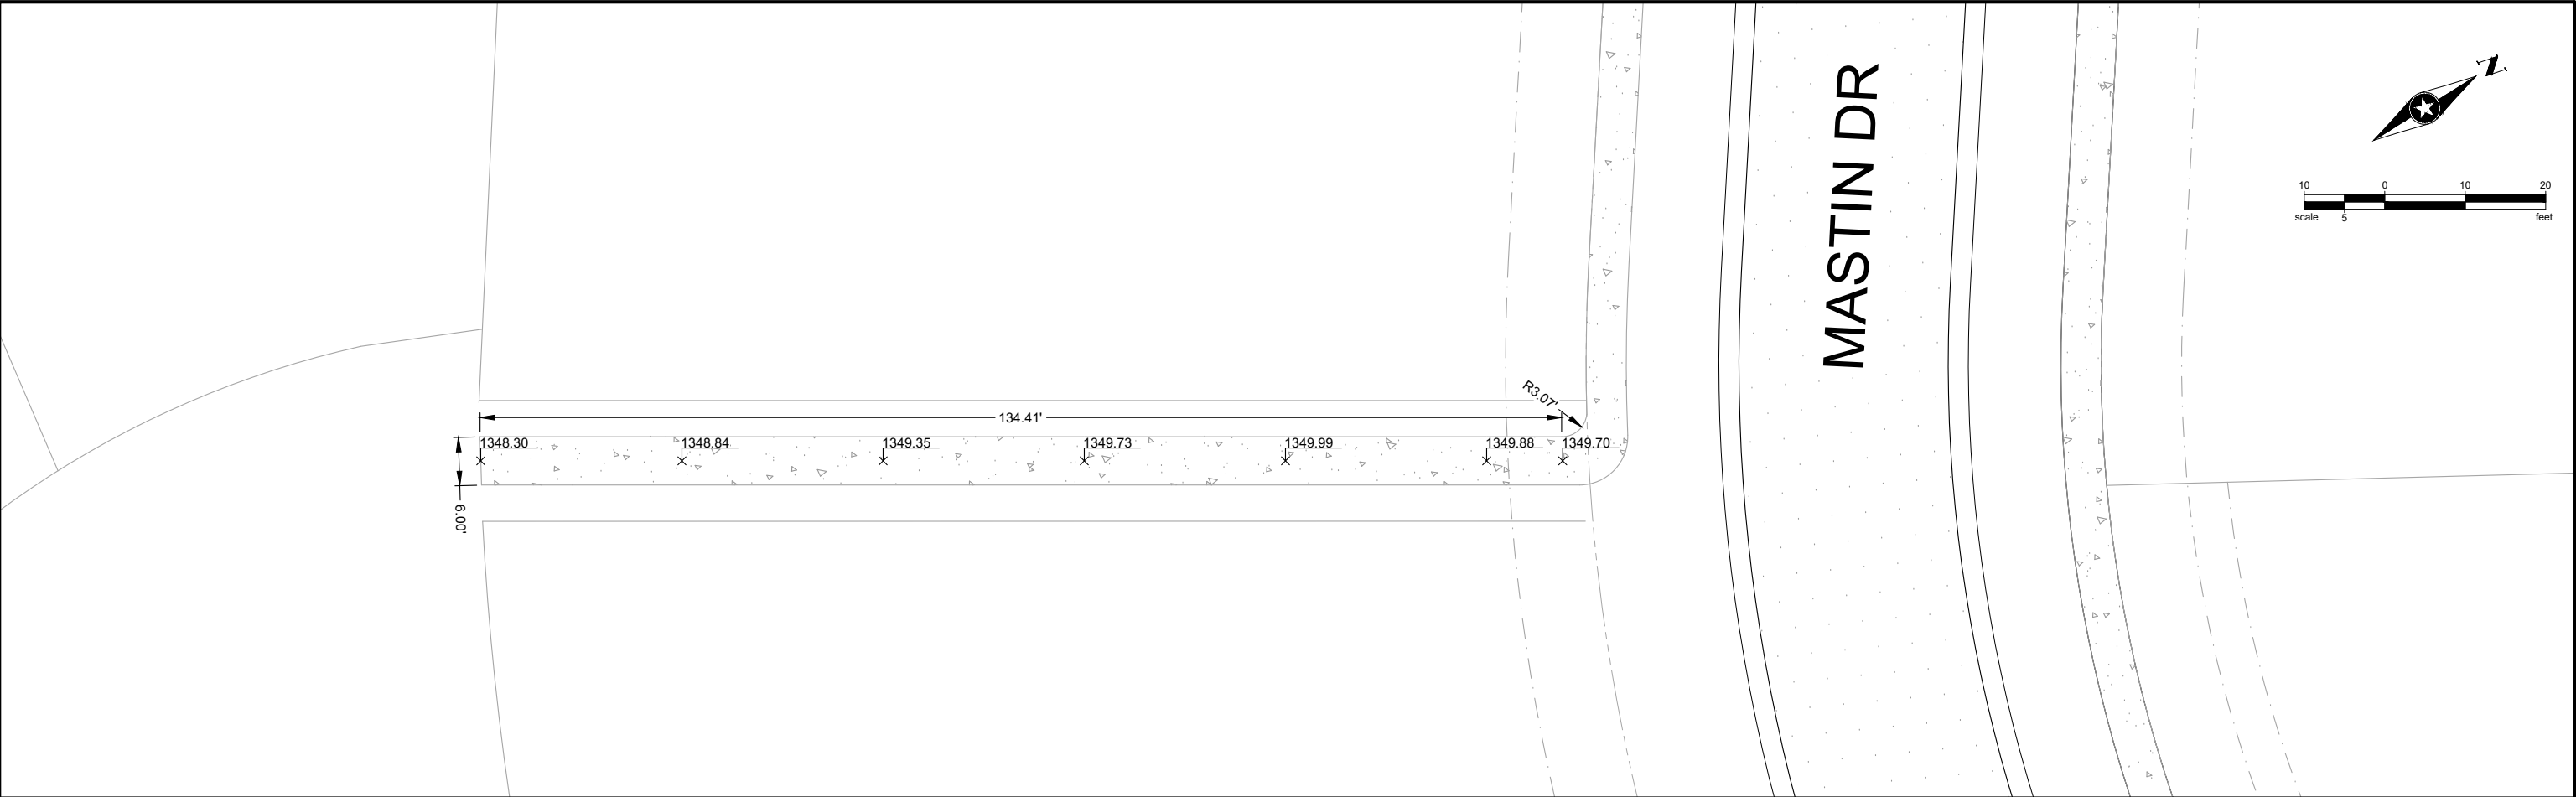 MASTIN DR
N
10 0 10 20
scale 5 feet
R3.07'
134.41'
1348.30 1348.84 1349.35 1349.73 1349.99 1349.88 1349.70
6.00'